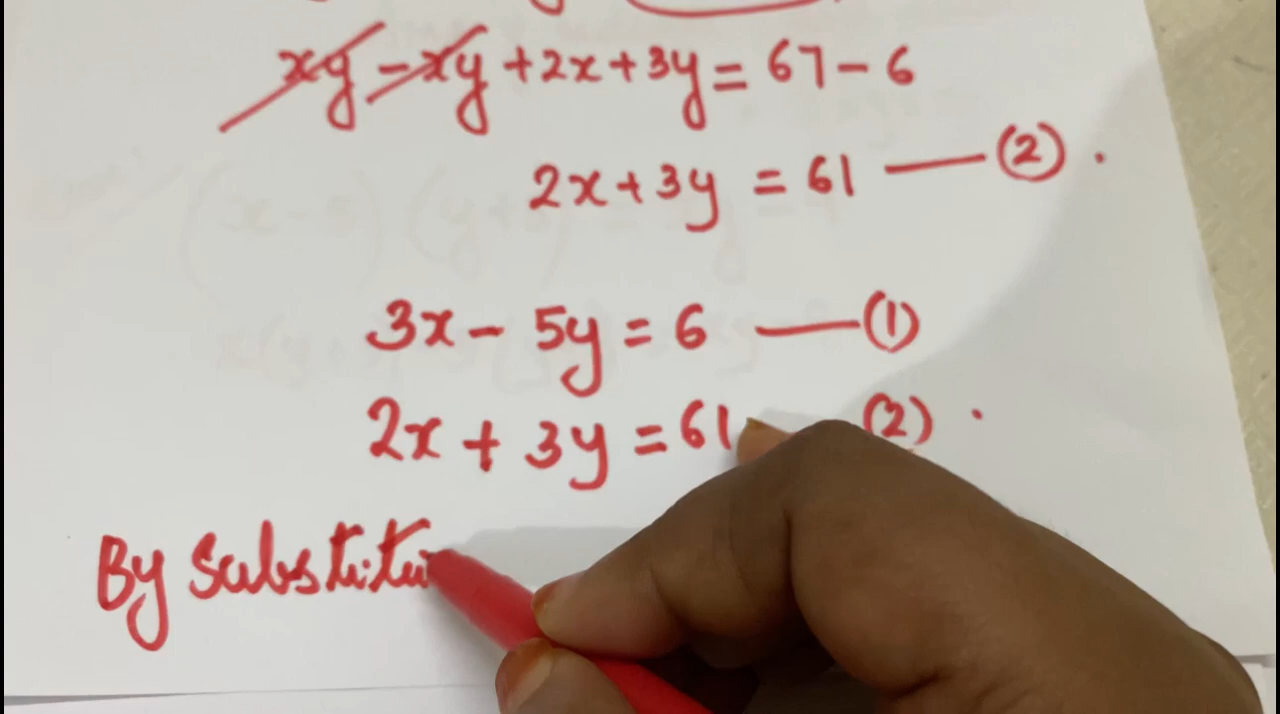 xy - xy + 2x + 3y = 67 - 6
2x + 3y = 61 —— (2) .
3x - 5y = 6 —— (1)
2x + 3y = 61 (2) .
By Substitu